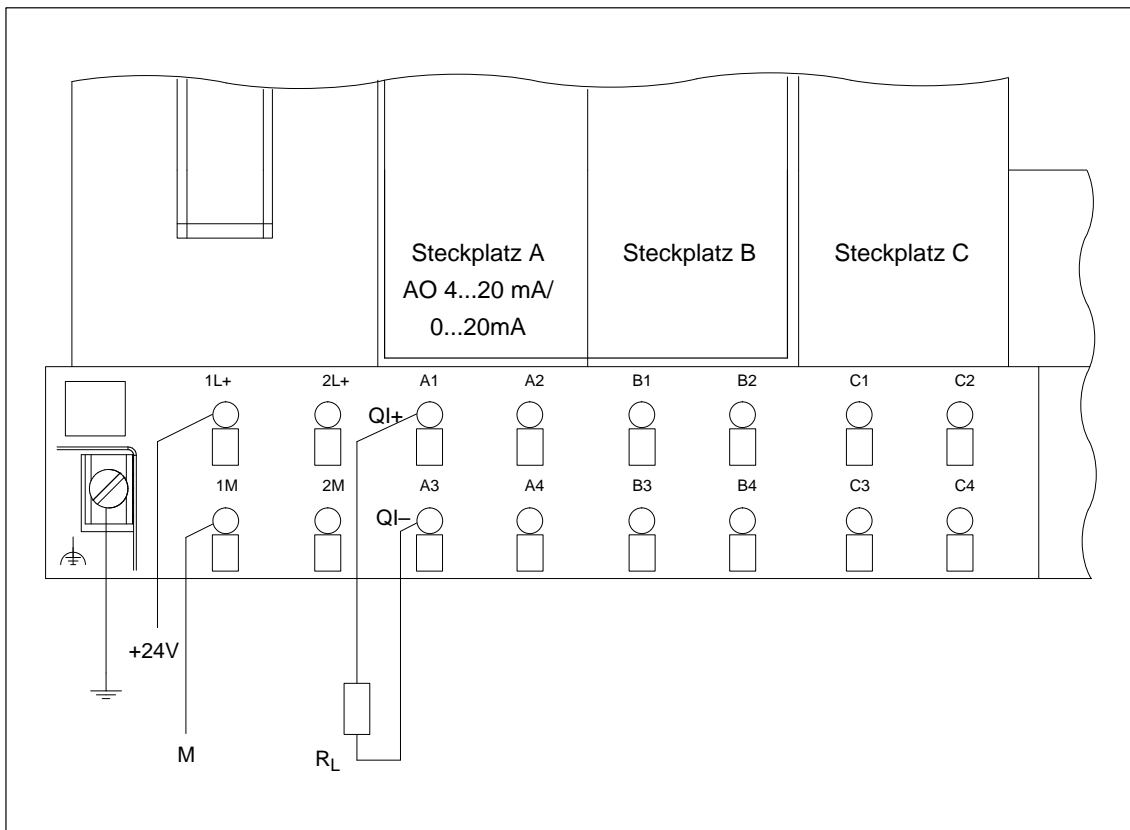 Steckplatz A
AO 4...20 mA/
0...20mA
Steckplatz B
Steckplatz C
1L+ 2L+ A1 A2 B1 B2 C1 C2
QI+
1M 2M A3 A4 B3 B4 C3 C4
QI–
+24V
M
RL